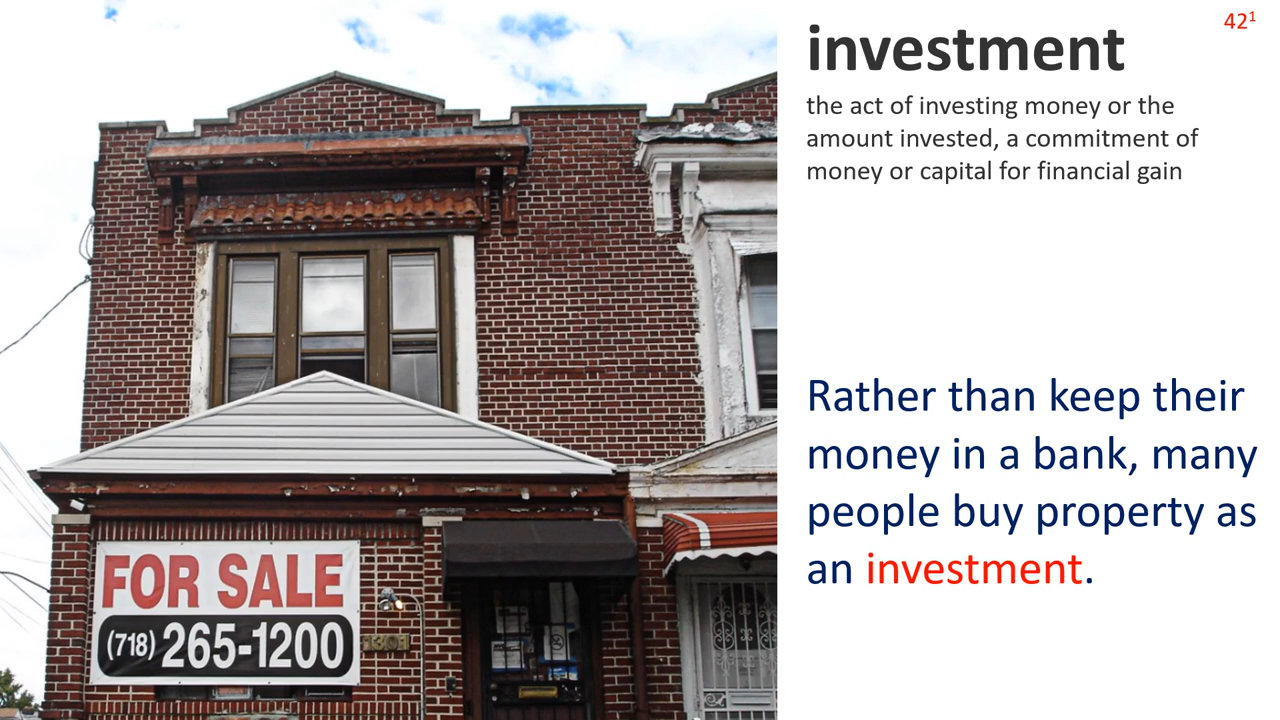 investment
42¹
the act of investing money or the
amount invested, a commitment of
money or capital for financial gain
Rather than keep their
money in a bank, many
people buy property as
an investment.
FOR SALE
(718) 265-1200